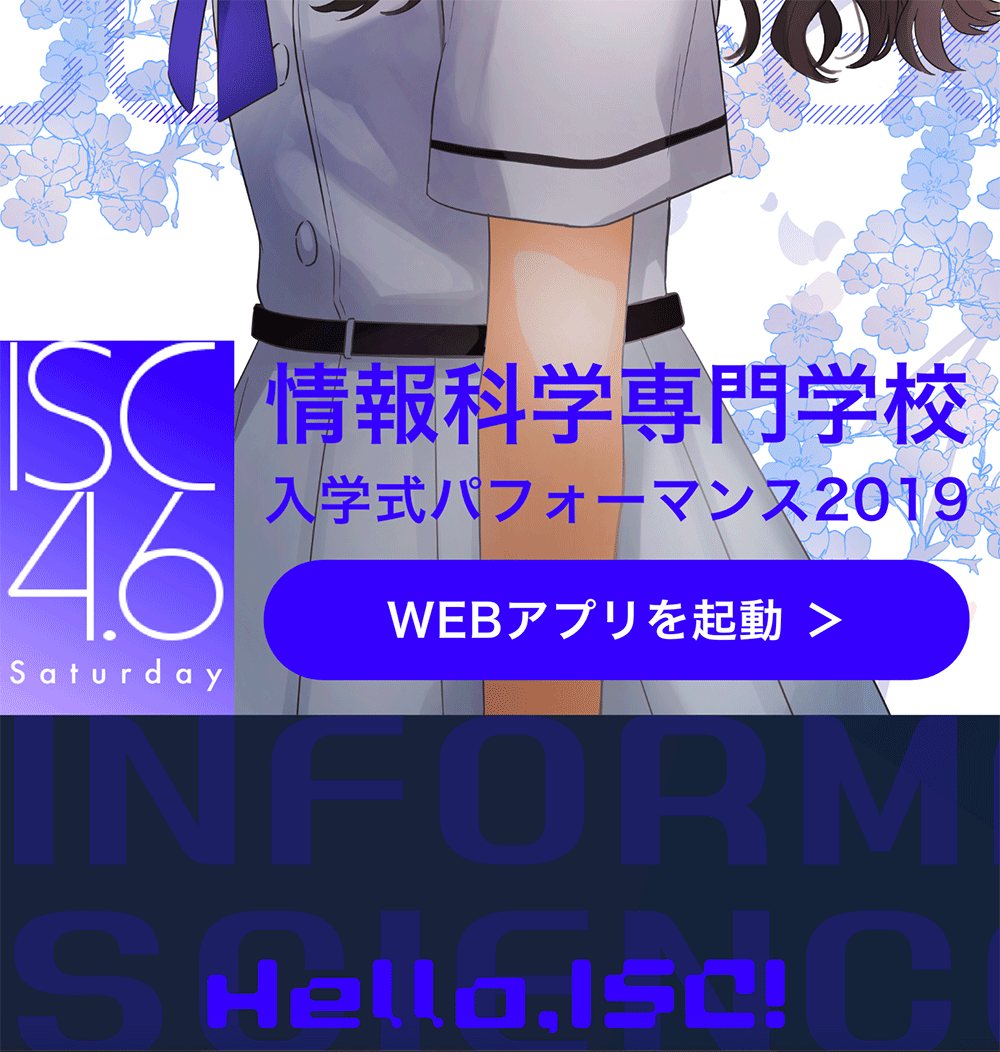 ISC
4.6
Saturday
情報科学専門学校
入学式パフォーマンス2019
WEBアプリを起動 >
INFORM
SCIENC
Hello,ISC!